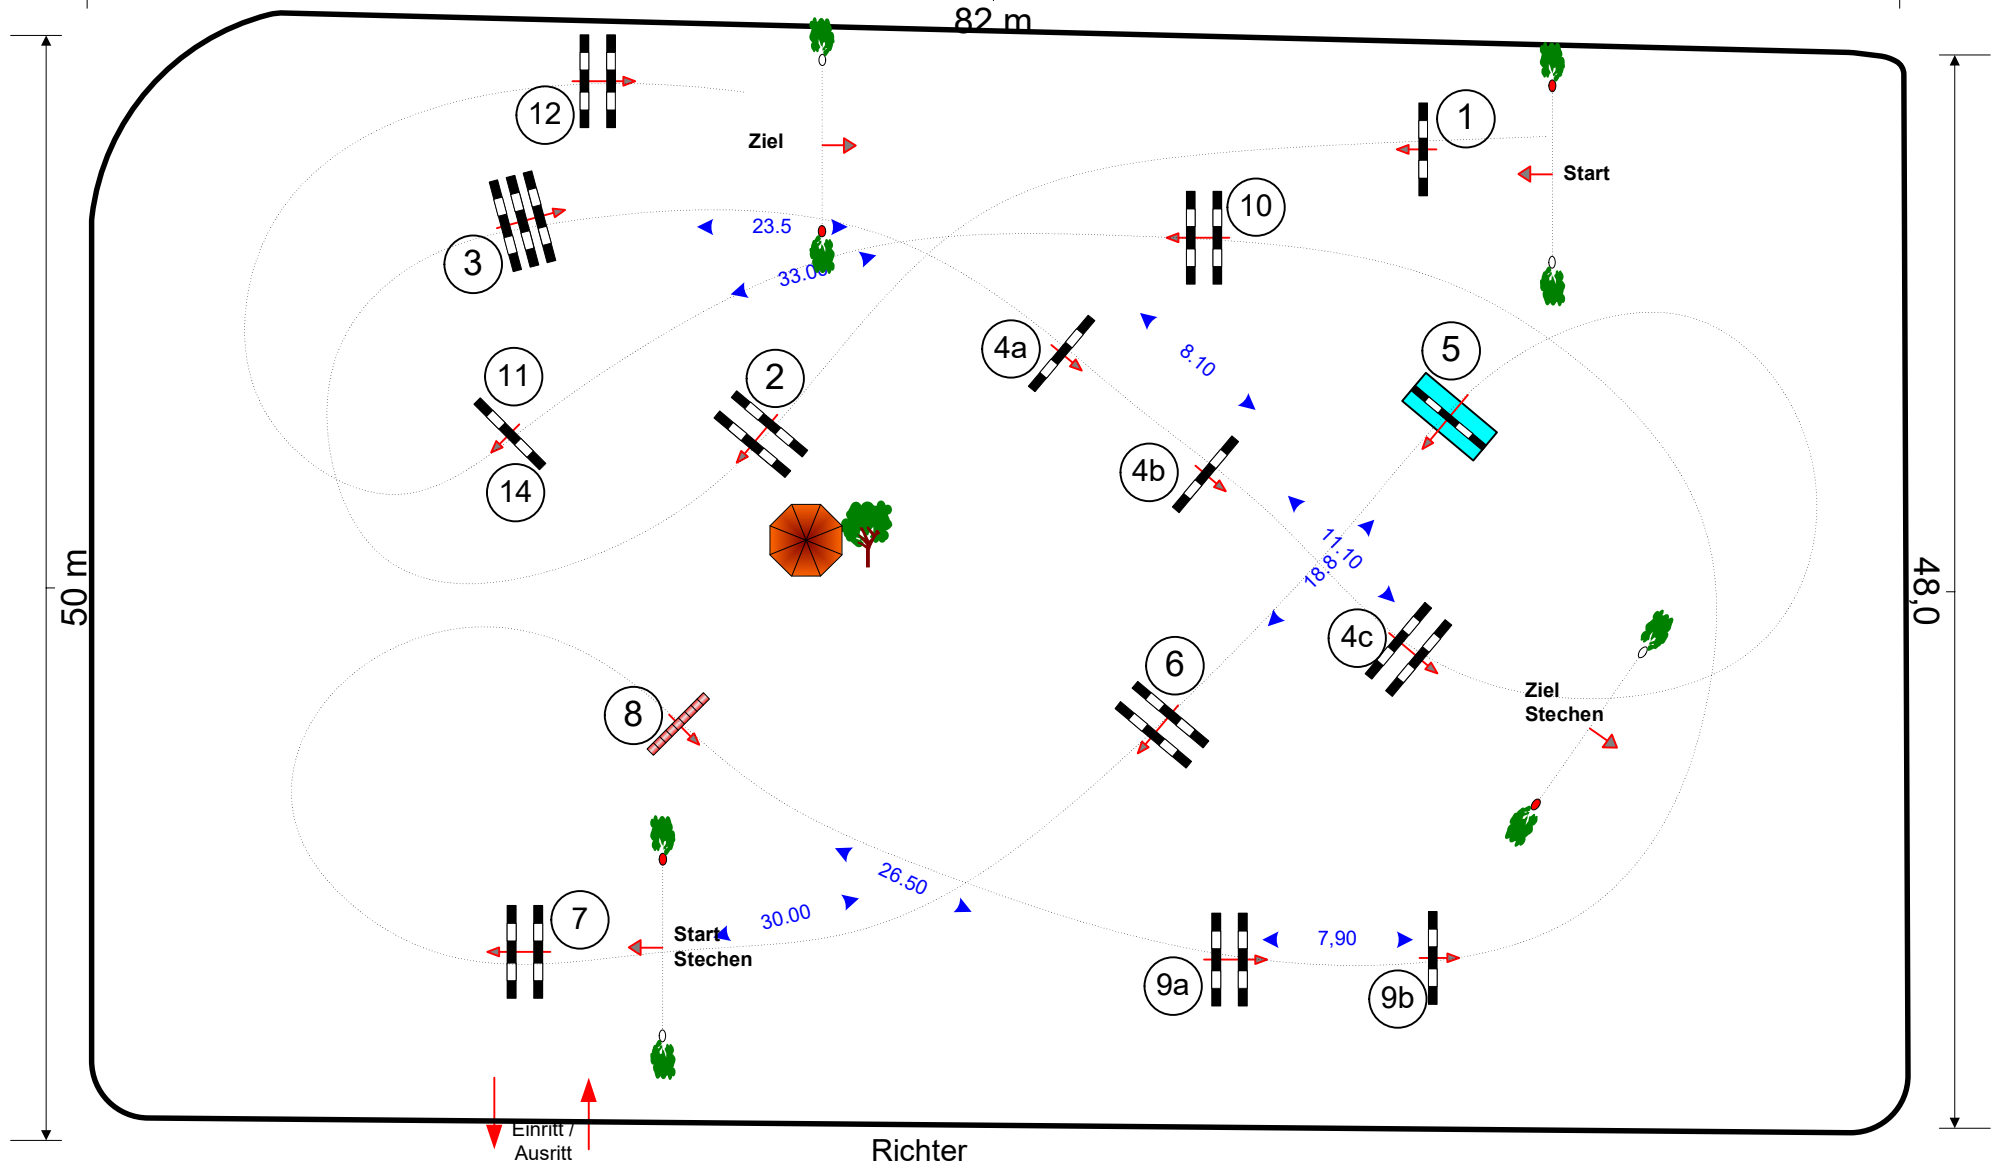 82 m
12
1
Ziel
Start
10
23.5
3
33.00
4a
8.10
5
11
2
4b
14
11.10
18.8
50 m
48,0
4c
6
Ziel
Stechen
8
26.50
30.00
7
Start
Stechen
7,90
9a
9b
Einritt /
Ausritt
Richter